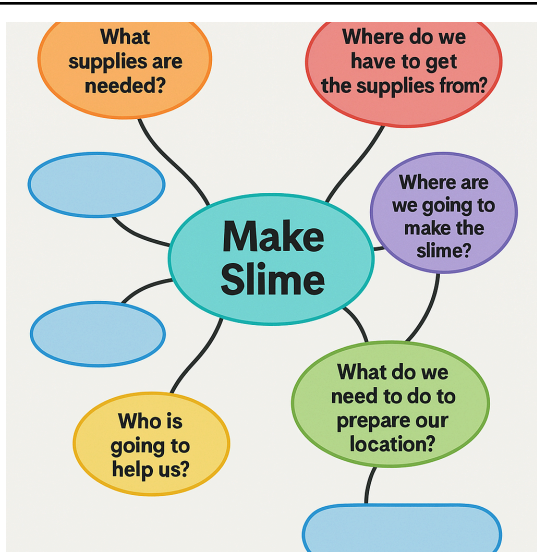 What
supplies are
needed?
Where do we
have to get
the supplies from?
Where are
we going to
make the
slime?
Make
Slime
What do we
need to do to
prepare our
location?
Who is
going to
help us?